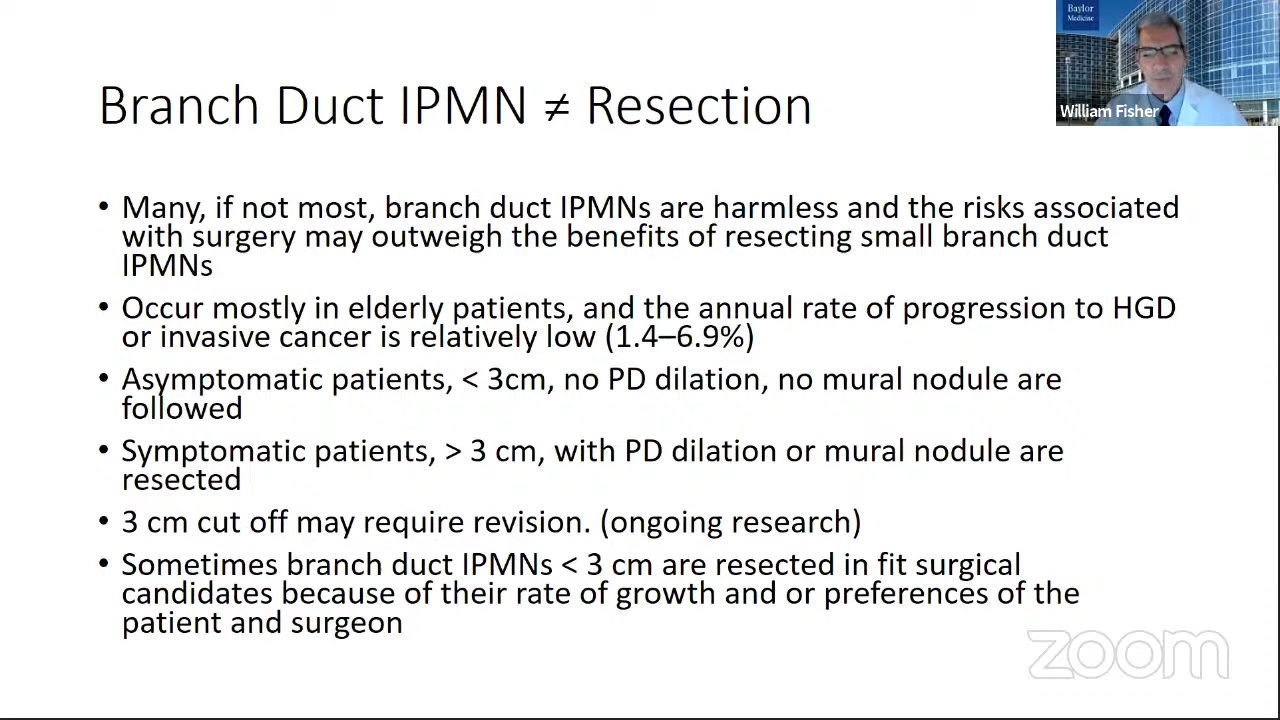 Baylor
Medicine
William Fisher
Branch Duct IPMN ≠ Resection
• Many, if not most, branch duct IPMNs are harmless and the risks associated
with surgery may outweigh the benefits of resecting small branch duct
IPMNs
• Occur mostly in elderly patients, and the annual rate of progression to HGD
or invasive cancer is relatively low (1.4–6.9%)
• Asymptomatic patients, < 3cm, no PD dilation, no mural nodule are
followed
• Symptomatic patients, > 3 cm, with PD dilation or mural nodule are
resected
• 3 cm cut off may require revision. (ongoing research)
• Sometimes branch duct IPMNs < 3 cm are resected in fit surgical
candidates because of their rate of growth and or preferences of the
patient and surgeon
zoom